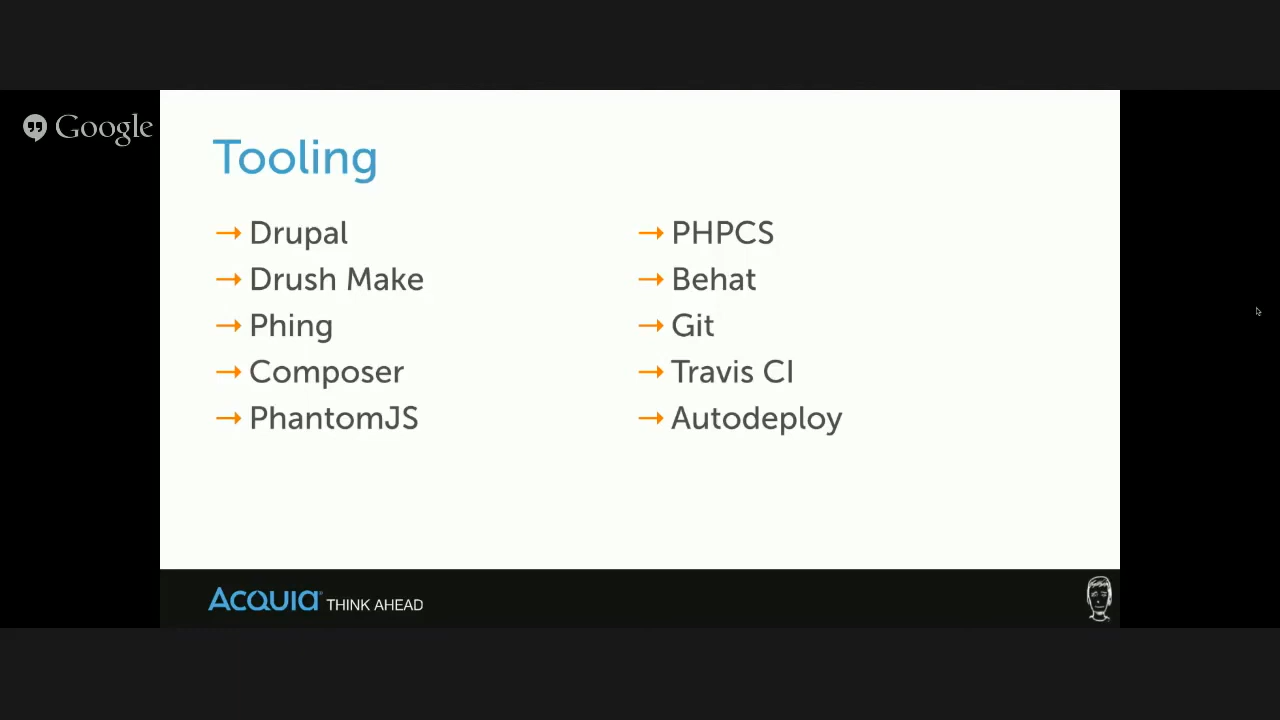 Google
Tooling
→ Drupal
→ Drush Make
→ Phing
→ Composer
→ PhantomJS
→ PHPCS
→ Behat
→ Git
→ Travis CI
→ Autodeploy
ACQUIA THINK AHEAD